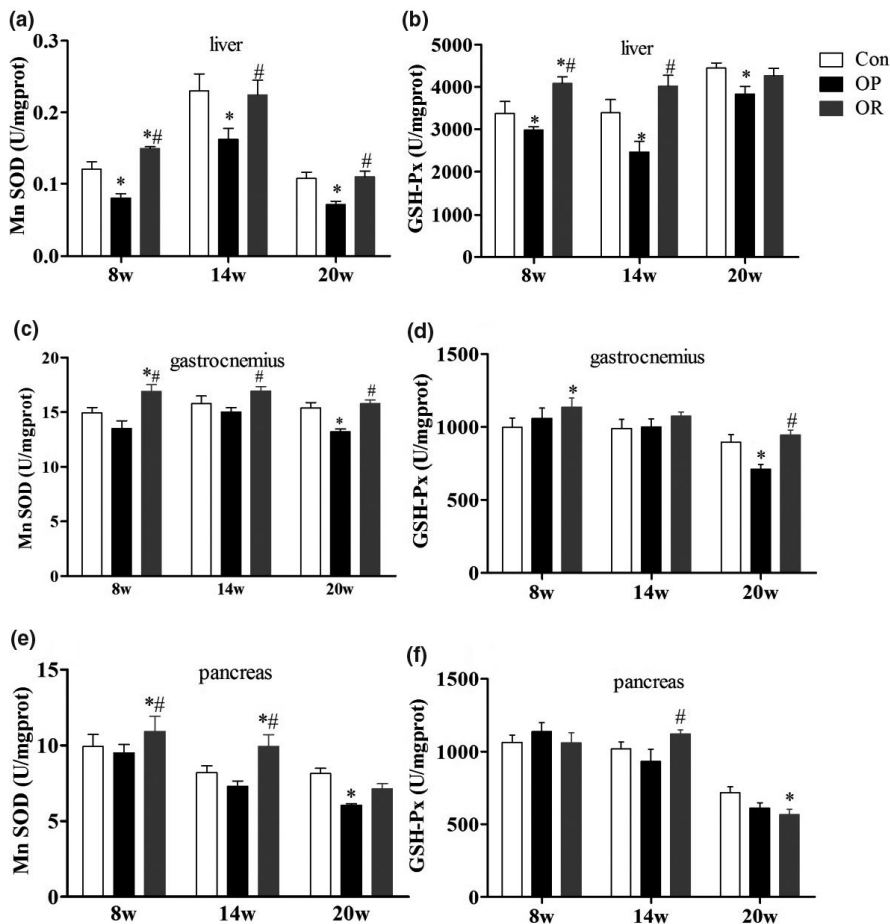 (a)
liver
Mn SOD (U/mgprot)
0.3
0.2
0.1
0.0
*
*#
*
#
*
#
8w
14w
20w
(b)
liver
GSH-Px (U/mgprot)
5000
4000
3000
2000
1000
0
*
*#
*
#
*
8w
14w
20w
Con
OP
OR
(c)
gastrocnemius
Mn SOD (U/mgprot)
20
15
10
5
0
*#
#
*
#
8w
14w
20w
(d)
gastrocnemius
GSH-Px (U/mgprot)
1500
1000
500
0
*
*
#
8w
14w
20w
(e)
pancreas
Mn SOD (U/mgprot)
15
10
5
0
*#
*#
*
8w
14w
20w
(f)
pancreas
GSH-Px (U/mgprot)
1500
1000
500
0
#
*
8w
14w
20w